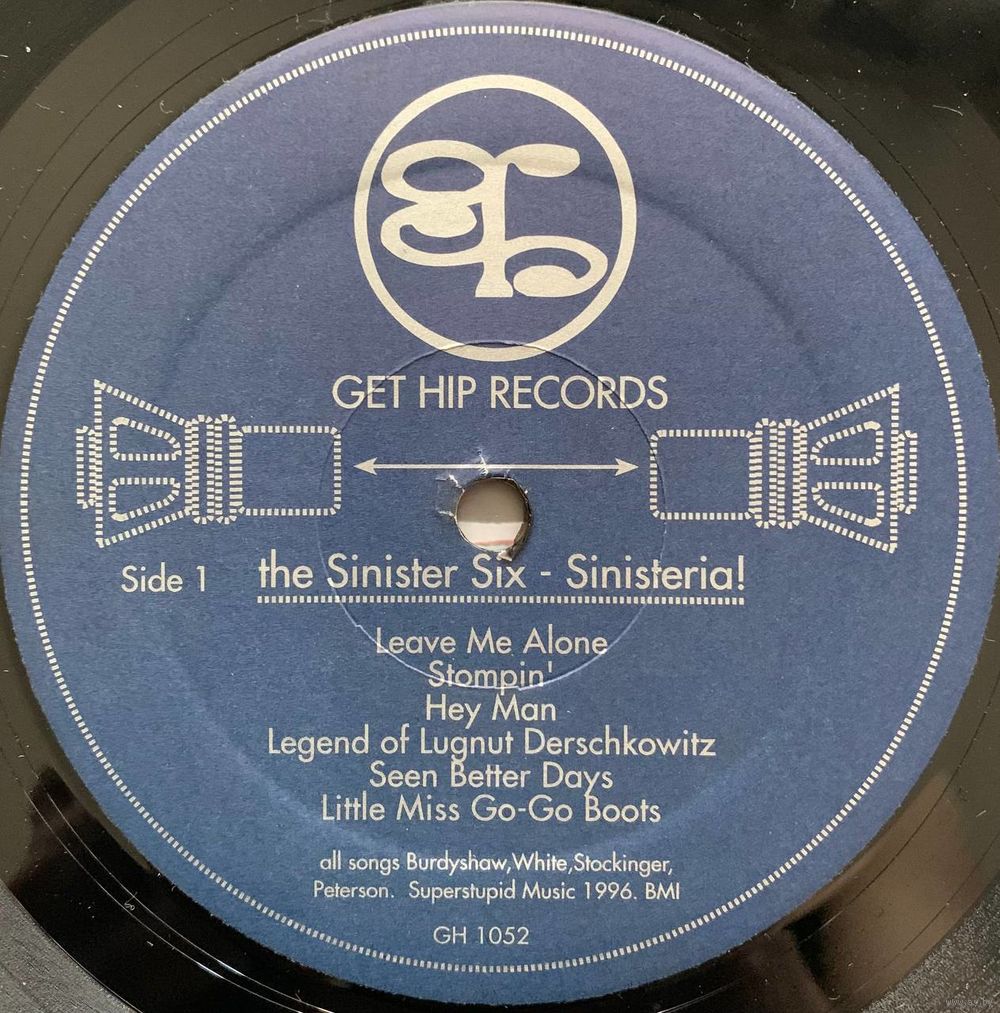 GET HIP RECORDS
Side 1 the Sinister Six - Sinisteria!
Leave Me Alone
Stompin'
Hey Man
Legend of Lugnut Derschkowitz
Seen Better Days
Little Miss Go-Go Boots
all songs Burdyshaw,White,Stockinger,
Peterson. Superstupid Music 1996. BMI
GH 1052